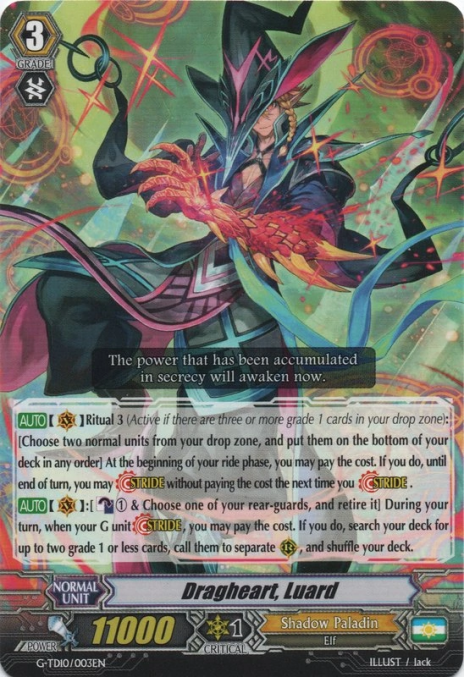 3
GRADE
The power that has been accumulated
in secrecy will awaken now.
AUTO [ ] Ritual 3 (Active if there are three or more grade 1 cards in your drop zone):
[Choose two normal units from your drop zone, and put them on the bottom of your
deck in any order] At the beginning of your ride phase, you may pay the cost. If you do, until
end of turn, you may STRIDE without paying the cost the next time you STRIDE.
AUTO [ ]:[ ① & Choose one of your rear-guards, and retire it] During your
turn, when your G unit STRIDE, you may pay the cost. If you do, search your deck for
up to two grade 1 or less cards, call them to separate , and shuffle your deck.
NORMAL
UNIT
Dragheart, Luard
POWER
11000
1
CRITICAL
Shadow Paladin
Elf
G-TD10/003EN
ILLUST / lack